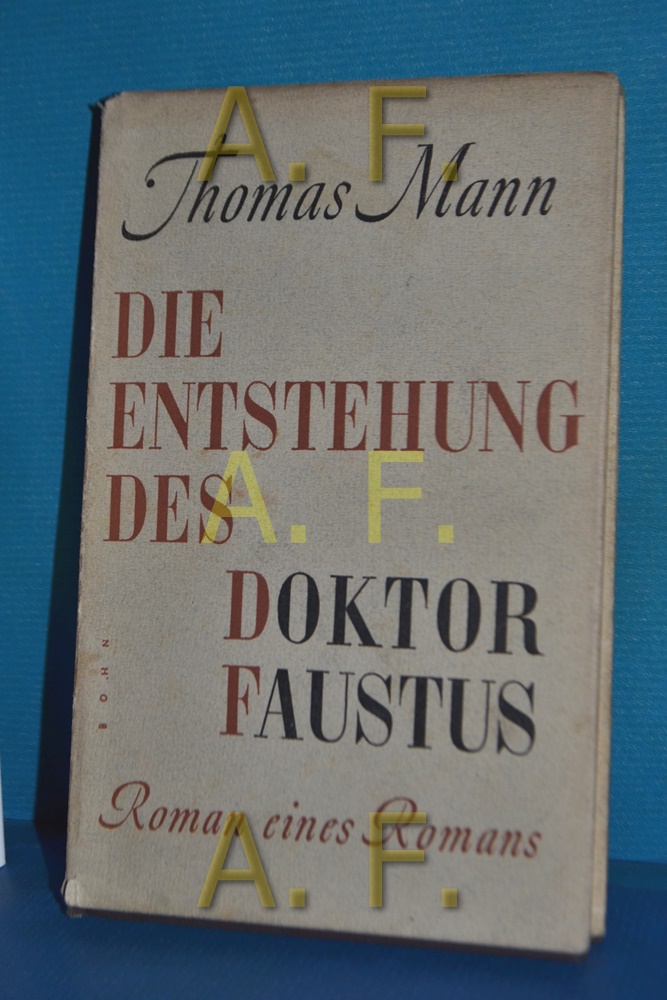 A. F.
Thomas Mann
DIE
ENTSTEHUNG
DES
A. F.
DOKTOR
FAUSTUS
BOHN
Roman eines Romans
A. F.